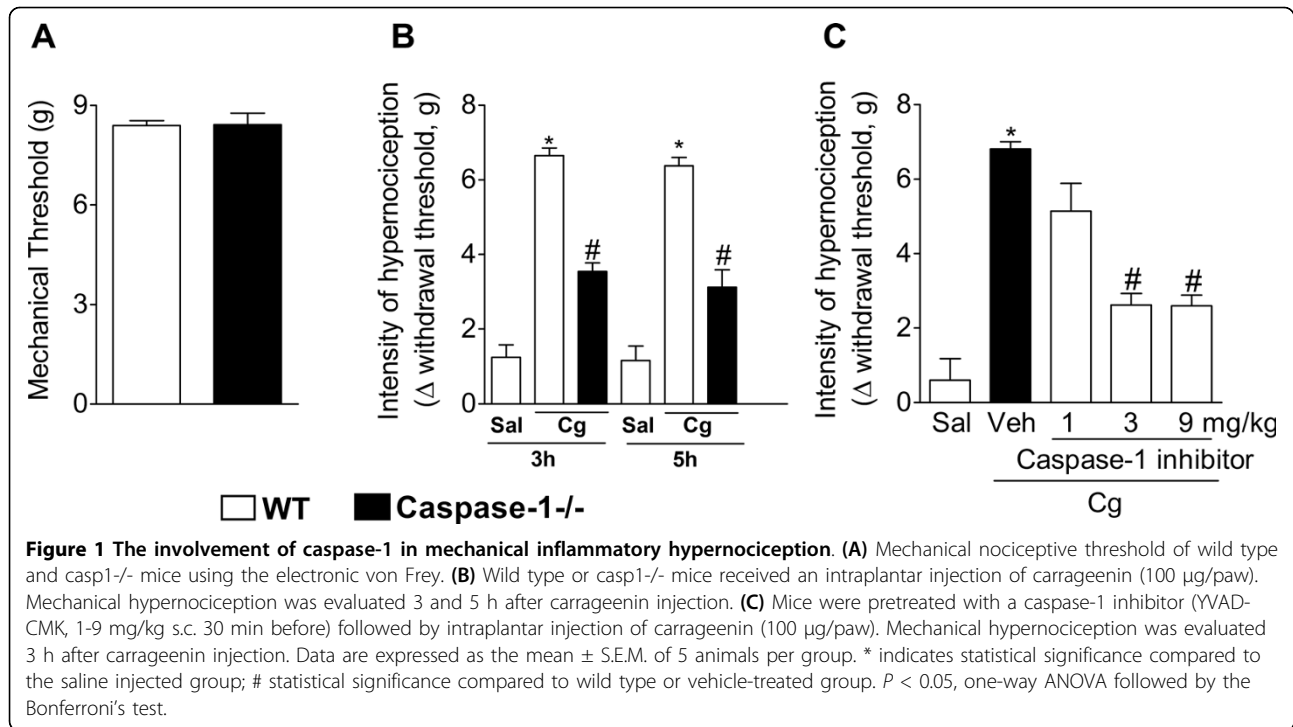 A
Mechanical Threshold (g)
9
6
3
0
B
Intensity of hypernociception
(Δ withdrawal threshold, g)
8
6
4
2
0
*
#
*
#
Sal Cg Sal Cg
3h 5h
C
Intensity of hypernociception
(Δ withdrawal threshold, g)
8
6
4
2
0
*
# #
Sal Veh 1 3 9 mg/kg
Caspase-1 inhibitor
Cg
WT Caspase-1-/-
Figure 1 The involvement of caspase-1 in mechanical inflammatory hypernociception. (A) Mechanical nociceptive threshold of wild type
and casp1-/- mice using the electronic von Frey. (B) Wild type or casp1-/- mice received an intraplantar injection of carrageenin (100 μg/paw).
Mechanical hypernociception was evaluated 3 and 5 h after carrageenin injection. (C) Mice were pretreated with a caspase-1 inhibitor (YVAD-
CMK, 1-9 mg/kg s.c. 30 min before) followed by intraplantar injection of carrageenin (100 μg/paw). Mechanical hypernociception was evaluated
3 h after carrageenin injection. Data are expressed as the mean ± S.E.M. of 5 animals per group. * indicates statistical significance compared to
the saline injected group; # statistical significance compared to wild type or vehicle-treated group. P < 0.05, one-way ANOVA followed by the
Bonferroni's test.